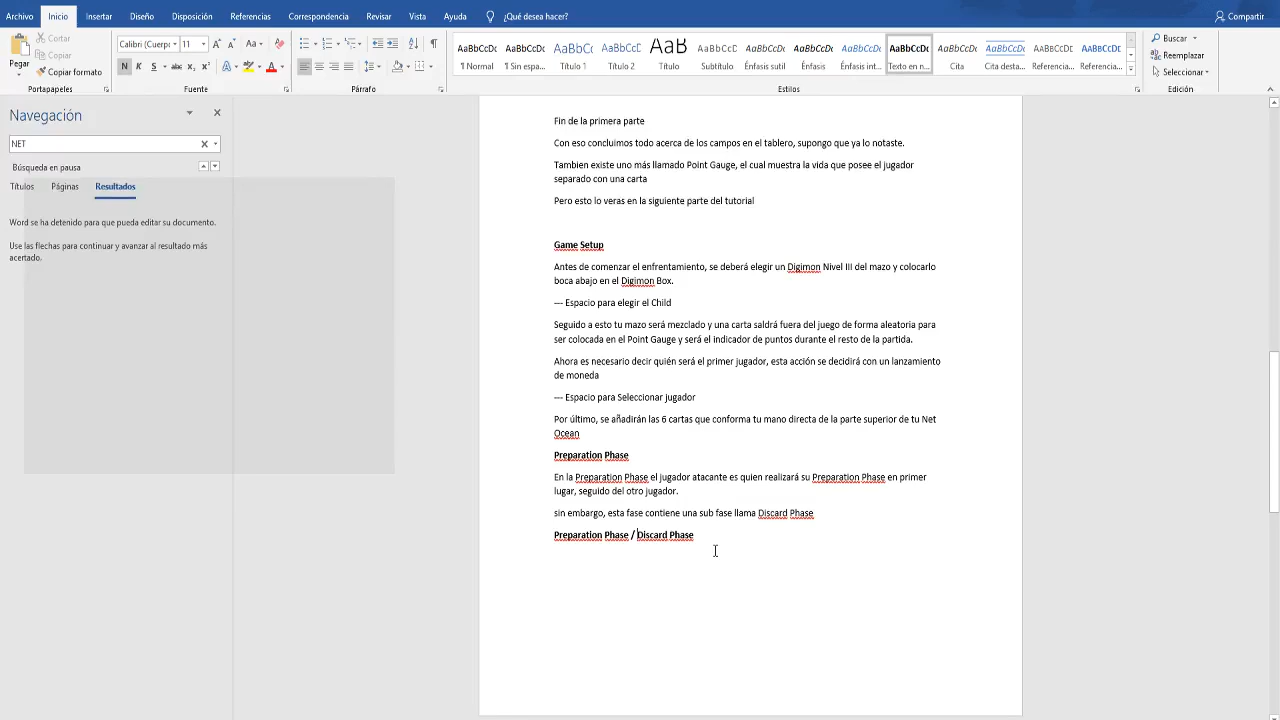 Archivo Inicio Insertar Diseño Disposición Referencias Correspondencia Revisar Vista Ayuda ¿Qué desea hacer? Compartir
Pegar
Cortar
Copiar
Copiar formato
Portapapeles
Calibri (Cuerpo 11
Fuente
Párrafo
AaBbCcDc AaBbCcDc AaBbCc AaBbCcD AaB AaBbCcD AaBbCcDc AaBbCcDc AaBbCcDc AaBbCcDc AaBbCcDc AaBbCcDc AaBbCcDc AaBbCcDc
¶ Normal ¶ Sin espa... Título 1 Título 2 Título Subtítulo Énfasis sutil Énfasis Énfasis int... Texto en n... Cita Cita desta... Referencia... Referencia...
Estilos
Buscar
Reemplazar
Seleccionar
Edición
Navegación
NET
Búsqueda en pausa
Títulos Páginas Resultados
Word se ha detenido para que pueda editar su documento.
Use las flechas para continuar y avanzar al resultado más
acertado.
Fin de la primera parte
Con eso concluimos todo acerca de los campos en el tablero, supongo que ya lo notaste.
Tambien existe uno más llamado Point Gauge, el cual muestra la vida que posee el jugador
separado con una carta
Pero esto lo veras en la siguiente parte del tutorial
Game Setup
Antes de comenzar el enfrentamiento, se deberá elegir un Digimon Nivel III del mazo y colocarlo
boca abajo en el Digimon Box.
--- Espacio para elegir el Child
Seguido a esto tu mazo será mezclado y una carta saldrá fuera del juego de forma aleatoria para
ser colocada en el Point Gauge y será el indicador de puntos durante el resto de la partida.
Ahora es necesario decir quién será el primer jugador, esta acción se decidirá con un lanzamiento
de moneda
--- Espacio para Seleccionar jugador
Por último, se añadirán las 6 cartas que conforma tu mano directa de la parte superior de tu Net
Ocean
Preparation Phase
En la Preparation Phase el jugador atacante es quien realizará su Preparation Phase en primer
lugar, seguido del otro jugador.
sin embargo, esta fase contiene una sub fase llama Discard Phase
Preparation Phase / Discard Phase